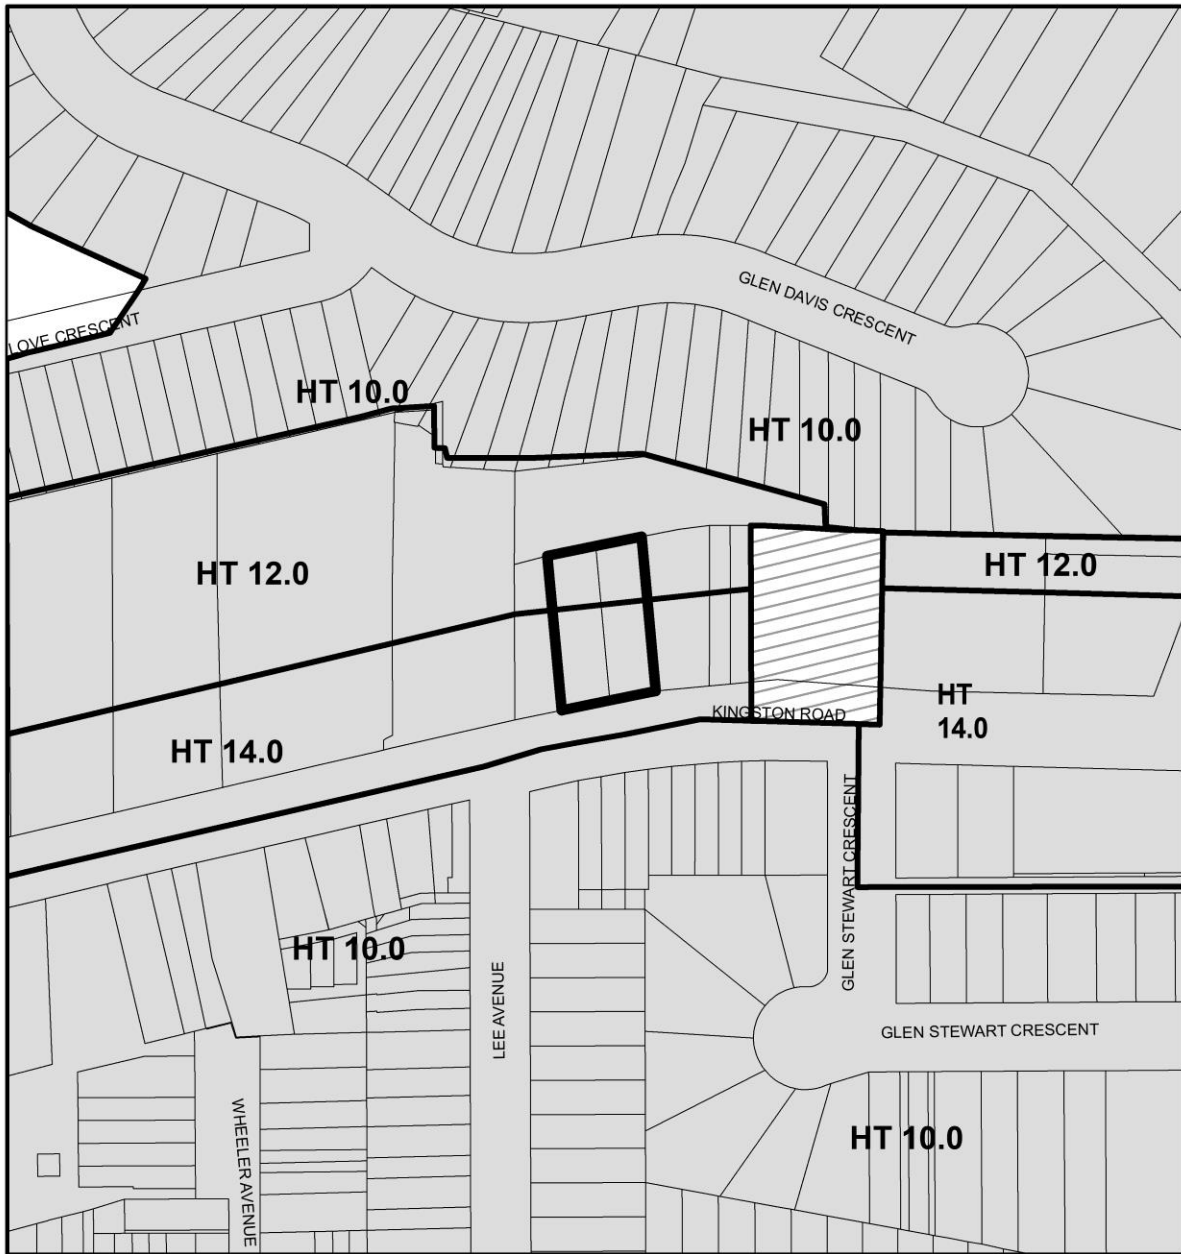 GLEN DAVIS CRESCENT
LOVE CRESCENT
HT 10.0
HT 10.0
HT 12.0
HT 12.0
HT
14.0
KINGSTON ROAD
HT 14.0
GLEN STEWART CRESCENT
HT 10.0
LEE AVENUE
GLEN STEWART CRESCENT
WHEELER AVENUE
HT 10.0